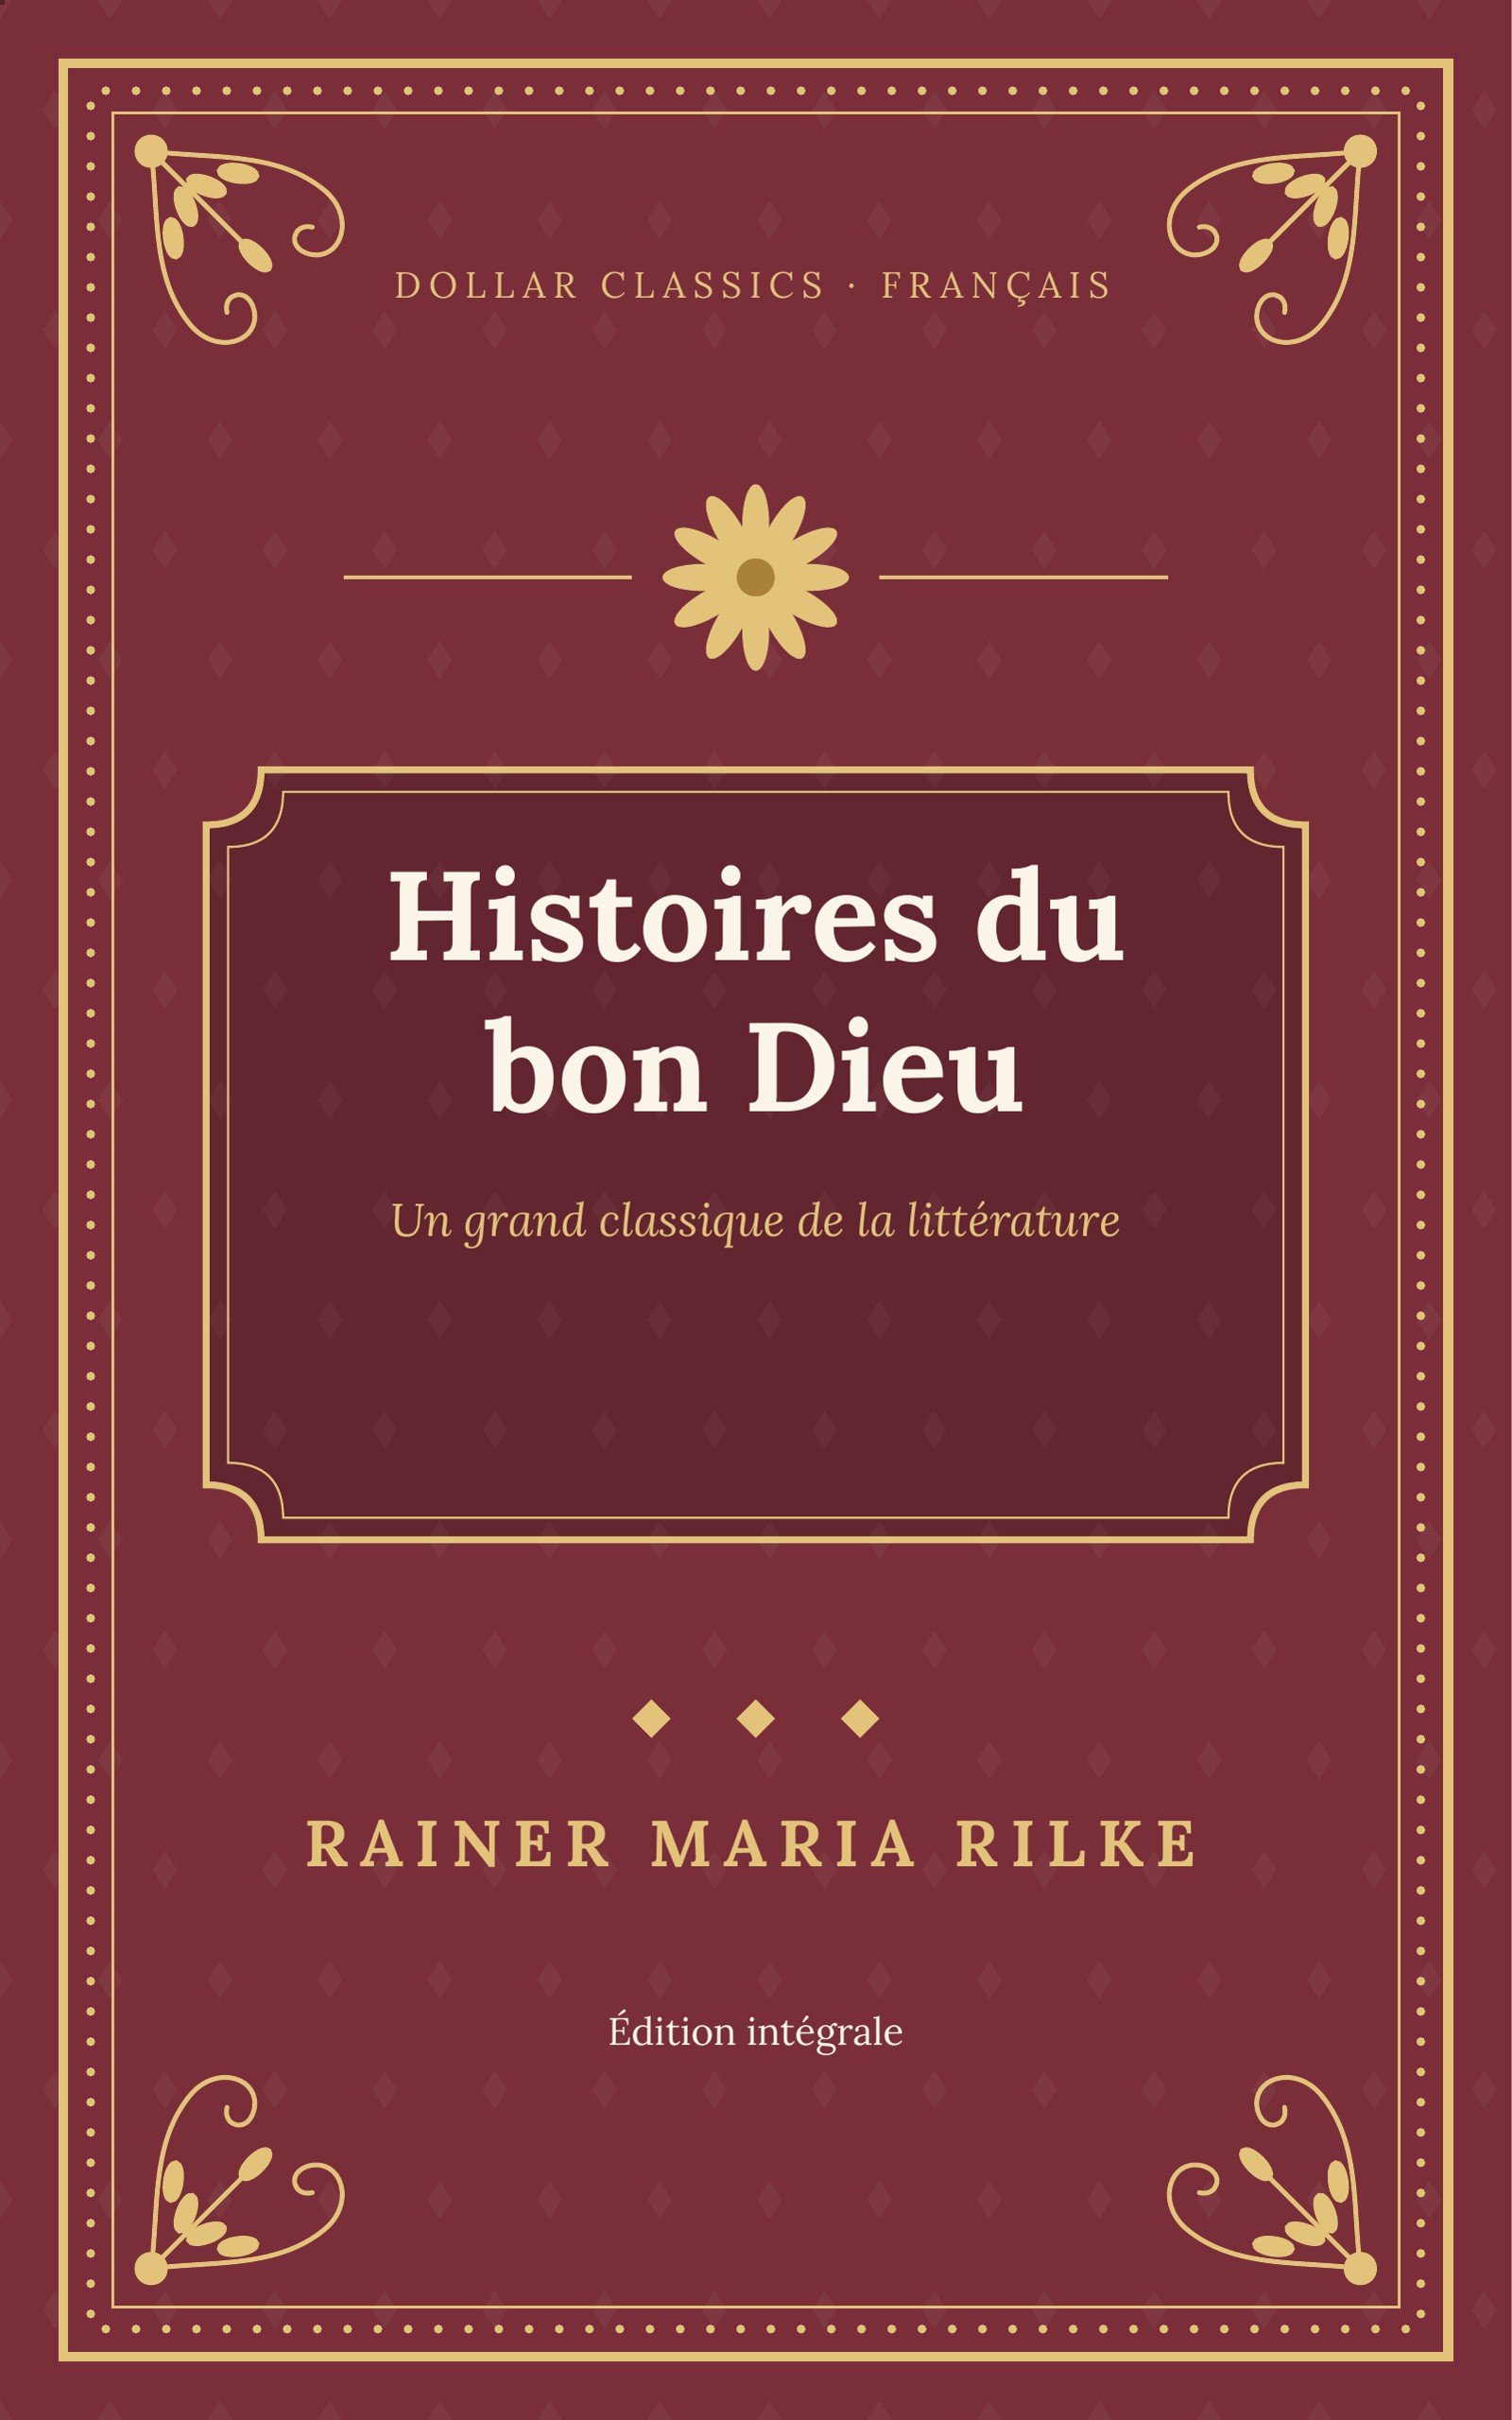 DOLLAR CLASSICS · FRANÇAIS
Histoires du
bon Dieu
Un grand classique de la littérature
RAINER MARIA RILKE
Édition intégrale